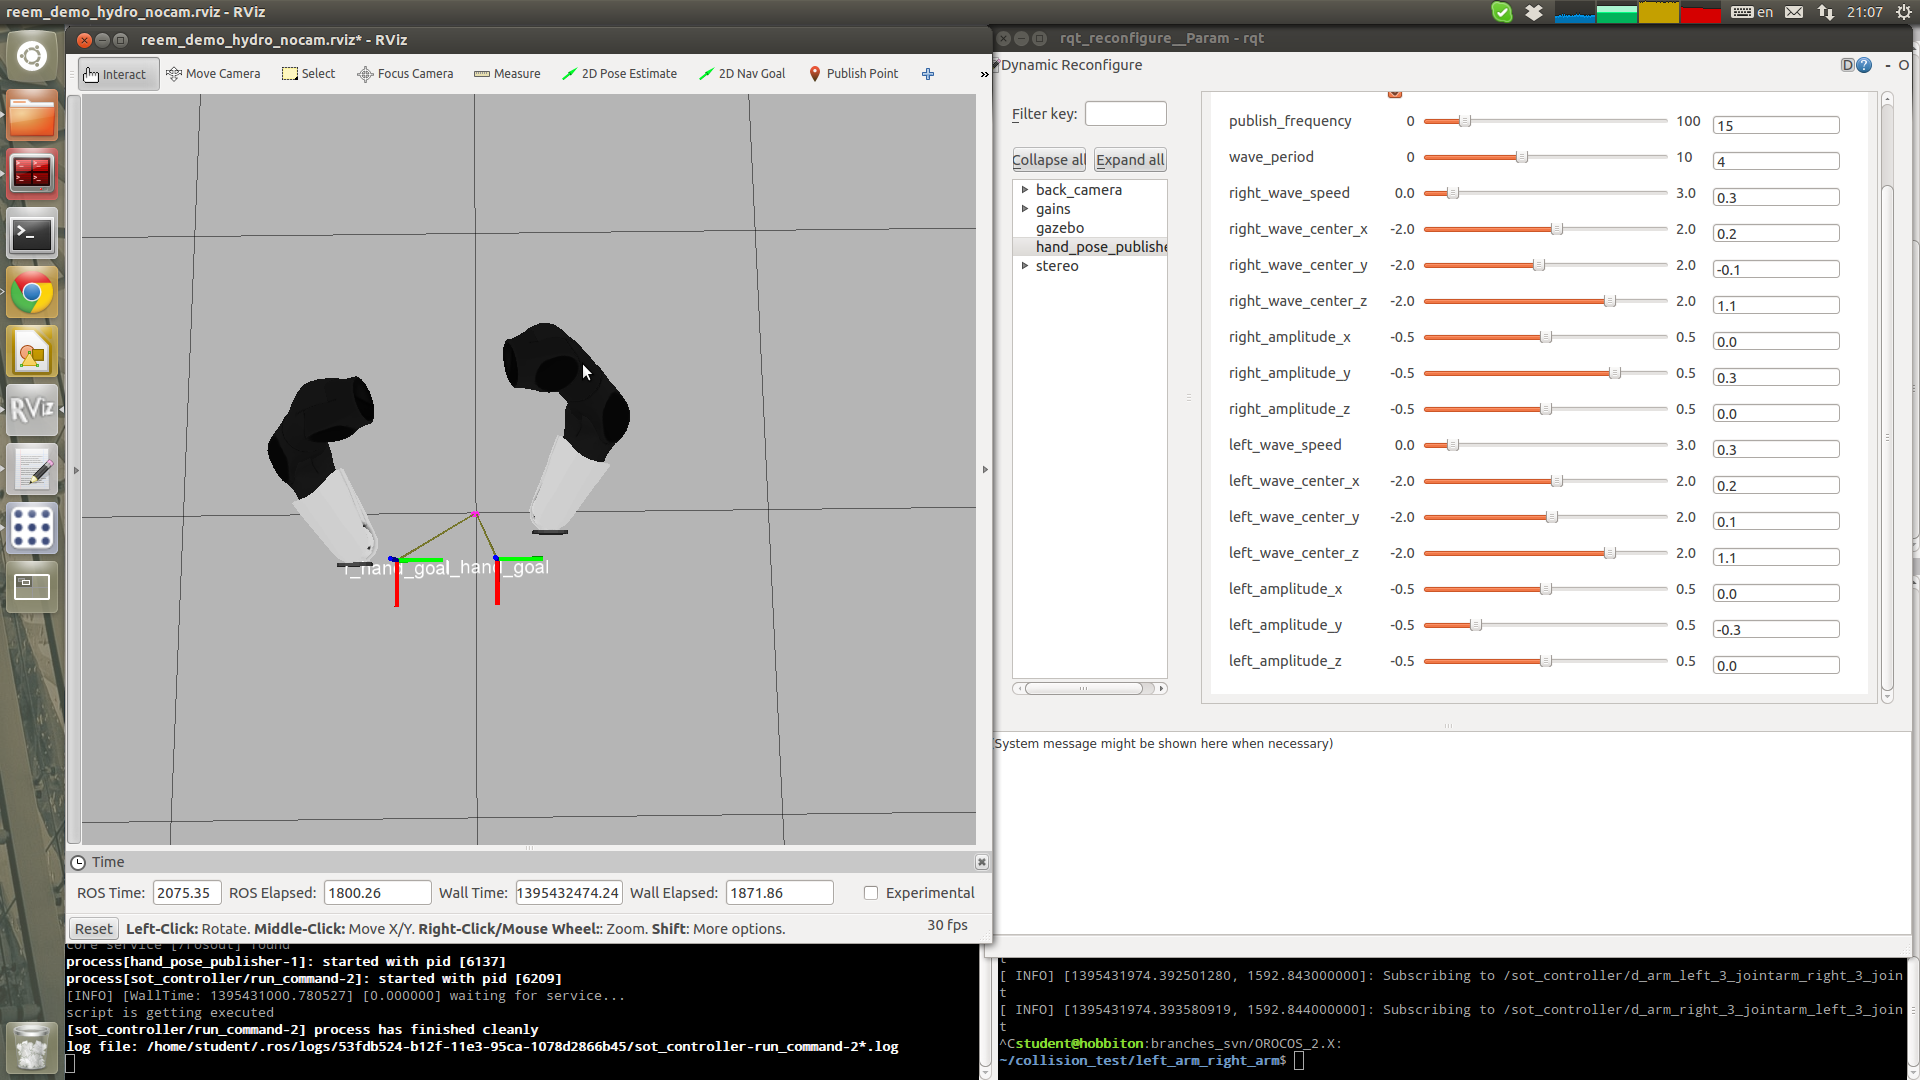 reem_demo_hydro_nocam.rviz - RViz
en
21:07
reem_demo_hydro_nocam.rviz* - RViz
Interact
Move Camera
Select
Focus Camera
Measure
2D Pose Estimate
2D Nav Goal
Publish Point
»
RViz
_hand_goal
_hand_goal
Time
ROS Time: 2075.35 ROS Elapsed: 1800.26 Wall Time: 1395432474.24 Wall Elapsed: 1871.86 Experimental
Reset Left-Click: Rotate. Middle-Click: Move X/Y. Right-Click/Mouse Wheel:: Zoom. Shift: More options.
30 fps
rqt_reconfigure__Param - rqt
Dynamic Reconfigure
D ? - O
Filter key:
Collapse all
Expand all
back_camera
gains
gazebo
hand_pose_publishe
stereo
publish_frequency 0 100 15
wave_period 0 10 4
right_wave_speed 0.0 3.0 0.3
right_wave_center_x -2.0 2.0 0.2
right_wave_center_y -2.0 2.0 -0.1
right_wave_center_z -2.0 2.0 1.1
right_amplitude_x -0.5 0.5 0.0
right_amplitude_y -0.5 0.5 0.3
right_amplitude_z -0.5 0.5 0.0
left_wave_speed 0.0 3.0 0.3
left_wave_center_x -2.0 2.0 0.2
left_wave_center_y -2.0 2.0 0.1
left_wave_center_z -2.0 2.0 1.1
left_amplitude_x -0.5 0.5 0.0
left_amplitude_y -0.5 0.5 -0.3
left_amplitude_z -0.5 0.5 0.0
(System message might be shown here when necessary)
core service [/rosout] found
process[hand_pose_publisher-1]: started with pid [6137]
process[sot_controller/run_command-2]: started with pid [6209]
[INFO] [WallTime: 1395431000.780527] [0.000000] waiting for service...
script is getting executed
[sot_controller/run_command-2] process has finished cleanly
log file: /home/student/.ros/logs/53fdb524-b12f-11e3-95ca-1078d2866b45/sot_controller-run_command-2*.log
t
[ INFO] [1395431974.392501280, 1592.843000000]: Subscribing to /sot_controller/d_arm_left_3_jointarm_right_3_join
t
[ INFO] [1395431974.393580919, 1592.844000000]: Subscribing to /sot_controller/d_arm_right_3_jointarm_left_3_join
t
^Cstudent@hobbiton:branches_svn/OROCOS_2.X:
~/collision_test/left_arm_right_arm$